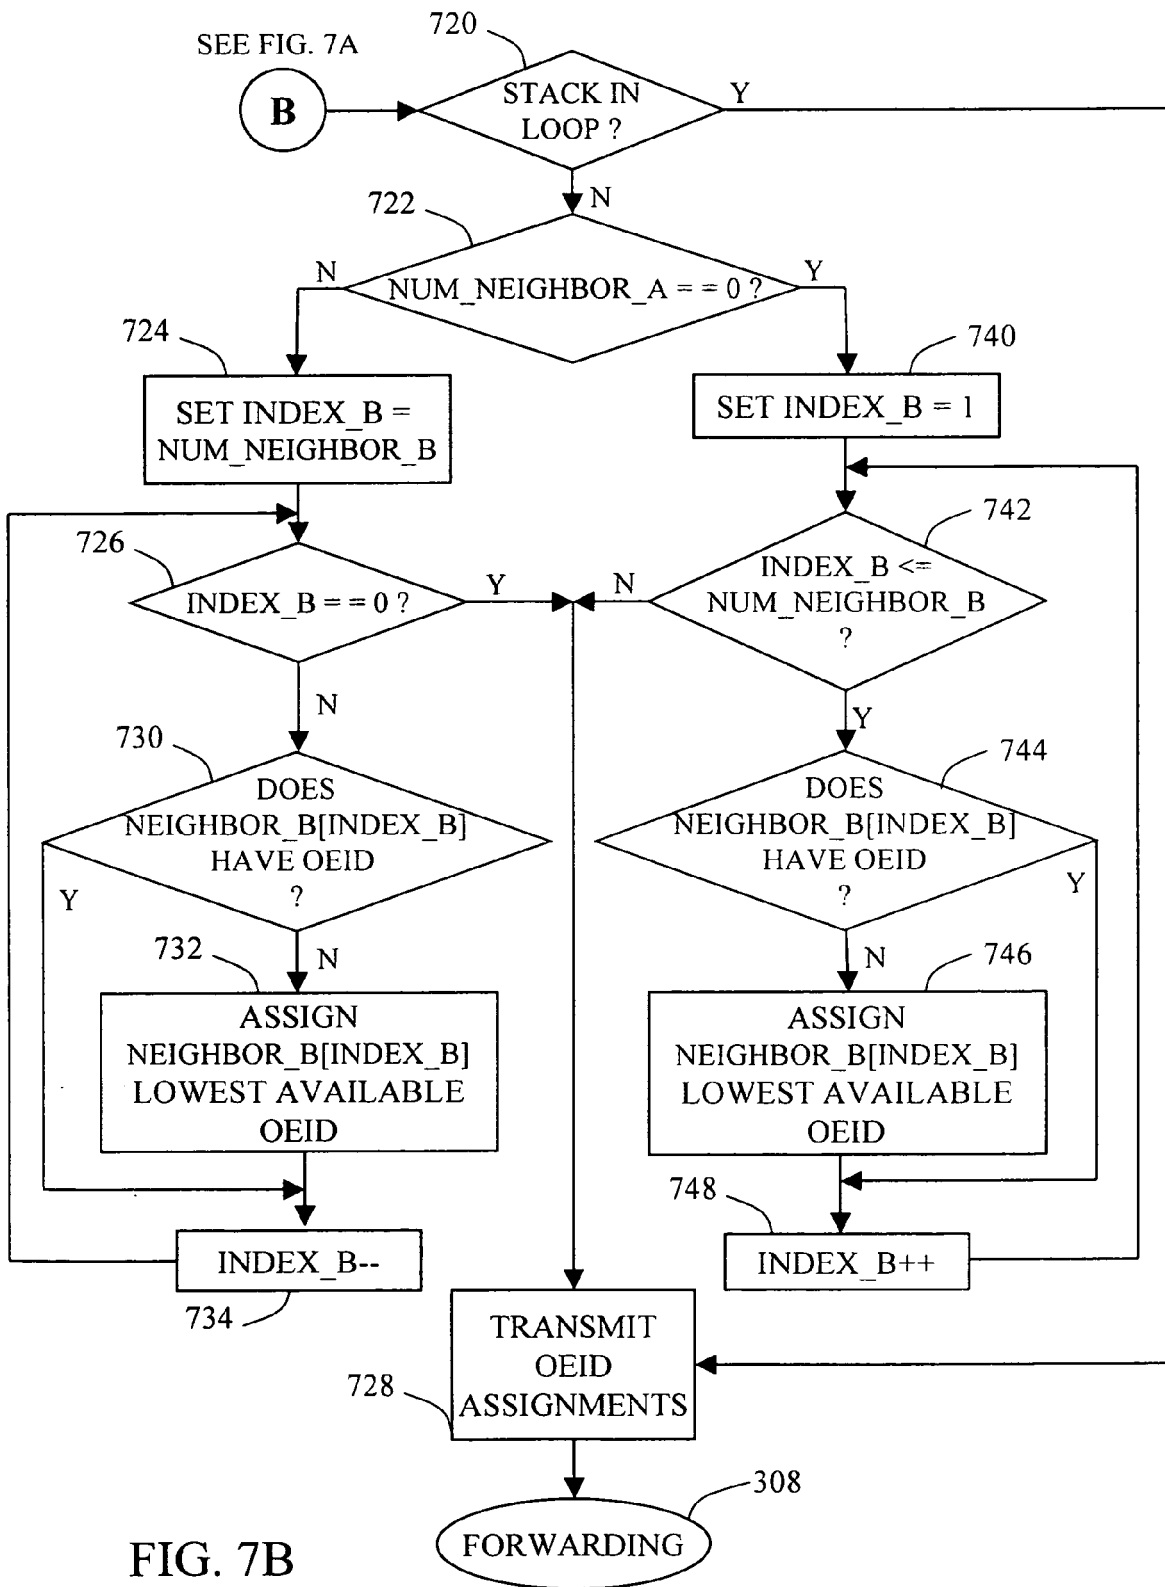 720
SEE FIG. 7A
B
STACK IN
LOOP ?
Y
N
722
NUM_NEIGHBOR_A = = 0 ?
N
Y
724
SET INDEX_B =
NUM_NEIGHBOR_B
740
SET INDEX_B = 1
726
INDEX_B = = 0 ?
Y
N
742
INDEX_B <=
NUM_NEIGHBOR_B
?
N
Y
730
DOES
NEIGHBOR_B[INDEX_B]
HAVE OEID
?
Y
N
744
DOES
NEIGHBOR_B[INDEX_B]
HAVE OEID
?
Y
N
732
ASSIGN
NEIGHBOR_B[INDEX_B]
LOWEST AVAILABLE
OEID
746
ASSIGN
NEIGHBOR_B[INDEX_B]
LOWEST AVAILABLE
OEID
INDEX_B--
734
748
INDEX_B++
TRANSMIT
OEID
ASSIGNMENTS
728
308
FORWARDING
FIG. 7B